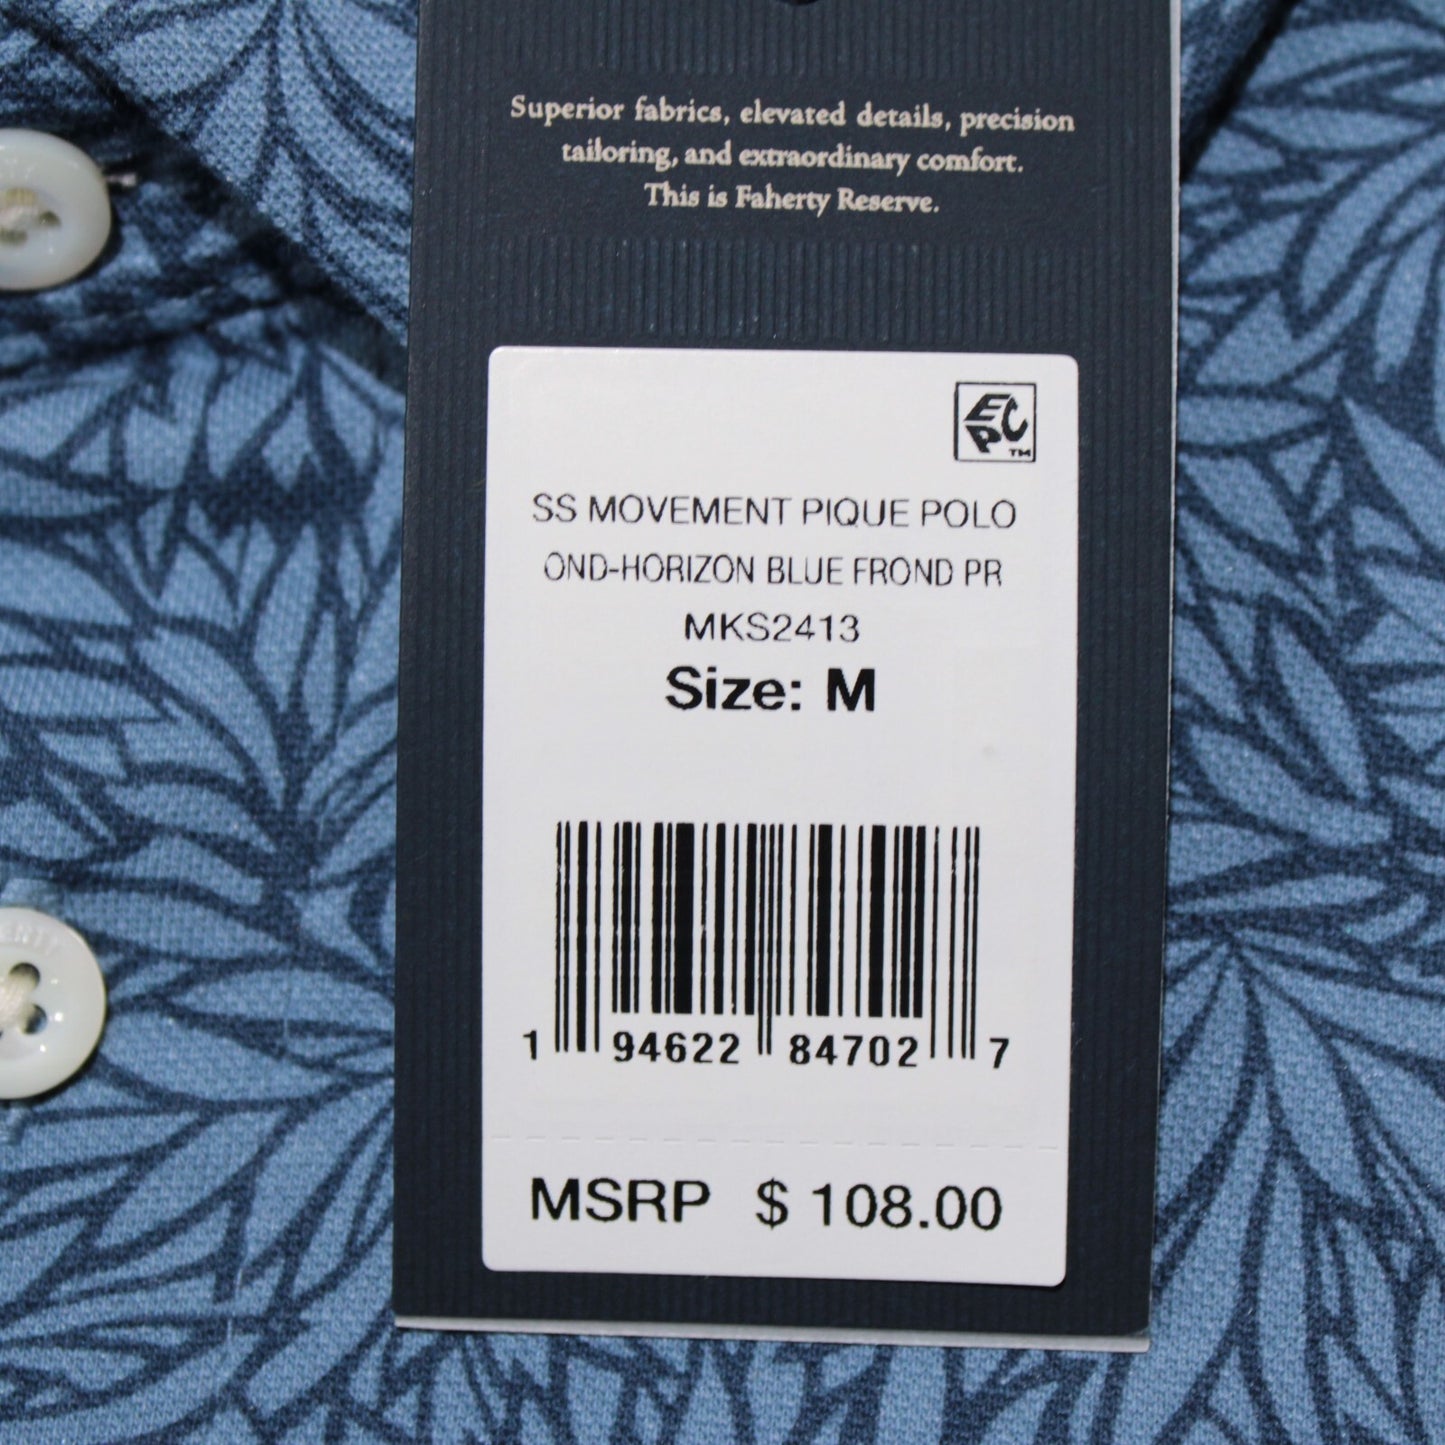 Superior fabrics, elevated details, precision
tailoring, and extraordinary comfort.
This is Faherty Reserve.
EPC™
SS MOVEMENT PIQUE POLO
OND-HORIZON BLUE FROND PR
MKS2413
Size: M
1 94622 84702 7
MSRP $ 108.00